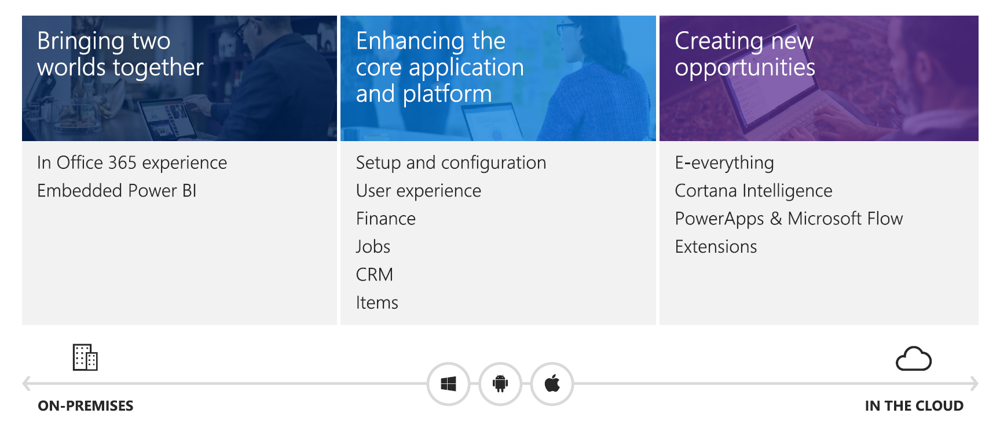 Bringing two
worlds together
In Office 365 experience
Embedded Power BI
Enhancing the
core application
and platform
Setup and configuration
User experience
Finance
Jobs
CRM
Items
Creating new
opportunities
E-everything
Cortana Intelligence
PowerApps & Microsoft Flow
Extensions
ON-PREMISES
IN THE CLOUD